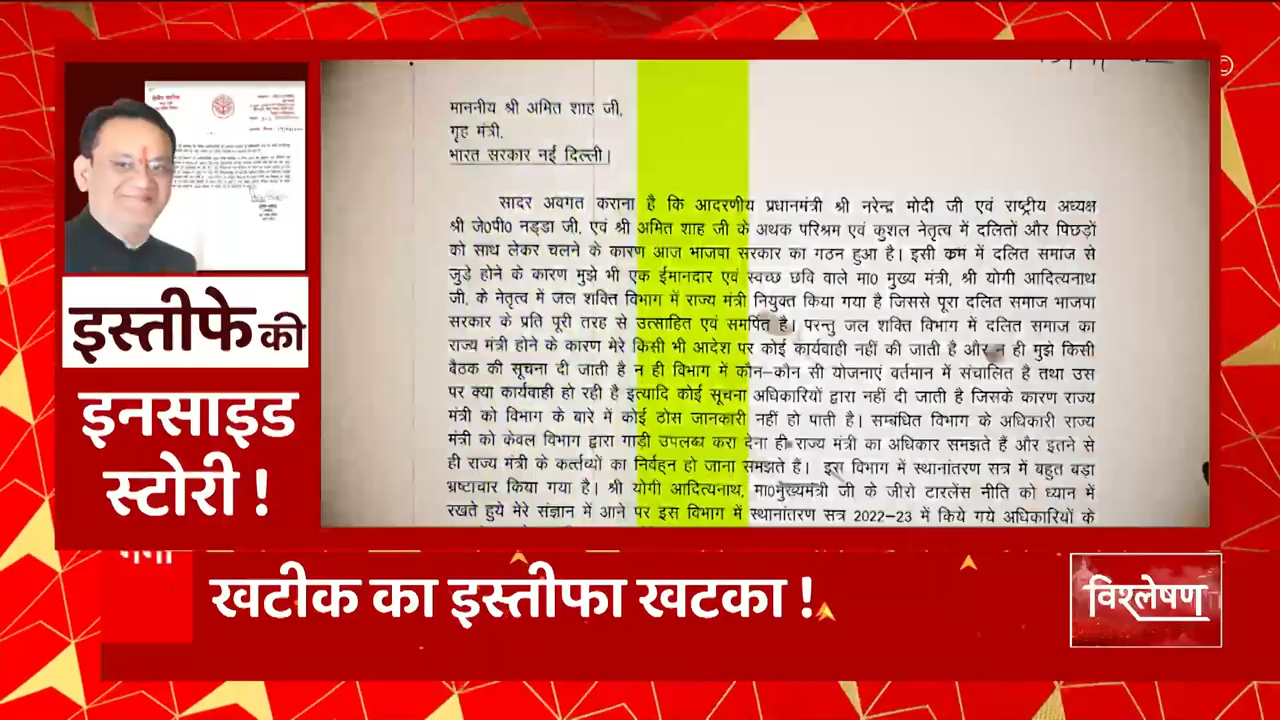 माननीय श्री अमित शाह जी,
गृह मंत्री,
भारत सरकार नई दिल्ली।
सादर अवगत कराना है कि आदरणीय प्रधानमंत्री श्री नरेन्द्र मोदी जी एवं राष्ट्रीय अध्यक्ष
श्री जे0पी0 नड्डा जी, एवं श्री अमित शाह जी के अथक परिश्रम एवं कुशल नेतृत्व में दलितों और पिछड़ों
को साथ लेकर चलने के कारण आज भाजपा सरकार का गठन हुआ है। इसी क्रम में दलित समाज से
जुडे होने के कारण मुझे भी एक ईमानदार एवं स्वच्छ छवि वाले मा0 मुख्य मंत्री, श्री योगी आदित्यनाथ
जी, के नेतृत्व में जल शक्ति विभाग में राज्य मंत्री नियुक्त किया गया है जिससे पूरा दलित समाज भाजपा
सरकार के प्रति पूरी तरह से उत्साहित एवं समर्पित है। परन्तु जल शक्ति विभाग में दलित समाज का
राज्य मंत्री होने के कारण मेरे किसी भी आदेश पर कोई कार्यवाही नहीं की जाती है और न ही मुझे किसी
बैठक की सूचना दी जाती है न ही विभाग में कौन–कौन सी योजनाएं वर्तमान में संचालित है तथा उस
पर क्या कार्यवाही हो रही है इत्यादि कोई सूचना अधिकारियों द्वारा नहीं दी जाती है जिसके कारण राज्य
मंत्री को विभाग के बारे में कोई ठोस जानकारी नहीं हो पाती है। सम्बंधित विभाग के अधिकारी राज्य
मंत्री को केवल विभाग द्वारा गाड़ी उपलब्ध करा देना ही राज्य मंत्री का अधिकार समझते हैं और इतने से
ही राज्य मंत्री के कर्त्तव्यों का निर्वहन हो जाना समझते हैं। इस विभाग में स्थानांतरण सत्र में बहुत बड़ा
भ्रष्टाचार किया गया है। श्री योगी आदित्यनाथ, मा0मुख्यमंत्री जी के जीरो टारलेंस नीति को ध्यान में
रखते हुये मेरे संज्ञान में आने पर इस विभाग में स्थानांतरण सत्र 2022–23 में किये गये अधिकारियों के
इस्तीफे की
इनसाइड
स्टोरी !
खटीक का इस्तीफा खटका !
विश्लेषण